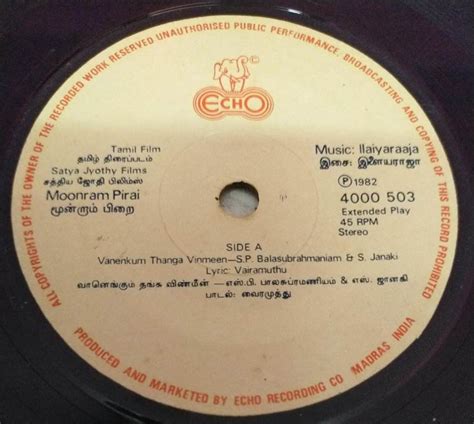 ALL COPYRIGHTS OF THE OWNER OF THE RECORDED WORK RESERVED UNAUTHORISED PUBLIC PERFORMANCE, BROADCASTING AND COPYING OF THIS RECORD PROHIBITED
©
ECHO
Tamil Film
தமிழ் திரைப்படம்
Satya Jyothy Films
சத்திய ஜோதி பிலிம்ஸ்
Moonram Pirai
மூன்றாம் பிறை
Music: Ilaiyaraaja
இசை: இளையராஜா
Ⓟ 1982
4000 503
Extended Play
45 RPM
Stereo
SIDE A
Vanenkum Thanga Vinmeen—S.P. Balasubrahmaniam & S. Janaki
Lyric: Vairamuthu
வானெங்கும் தங்க விண்மீன் — எஸ்.பி. பாலசுப்ரமணியம் & எஸ். ஜானகி
பாடல்: வைரமுத்து
PRODUCED AND MARKETED BY ECHO RECORDING CO MADRAS INDIA